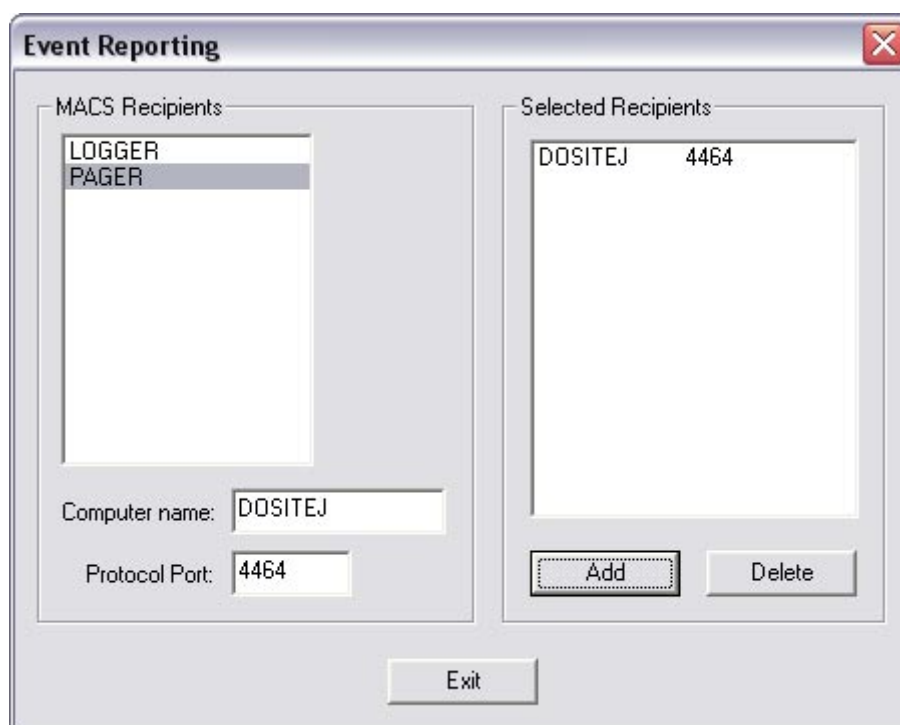 Event Reporting
MACS Recipients
LOGGER
PAGER
Computer name: DOSITEJ
Protocol Port: 4464
Selected Recipients
DOSITEJ 4464
Add Delete
Exit